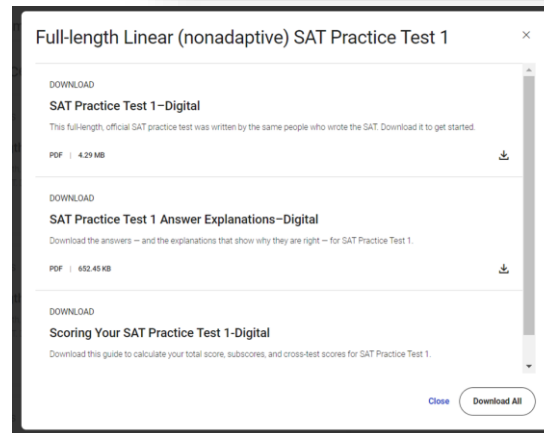 Full-length Linear (nonadaptive) SAT Practice Test 1
DOWNLOAD
SAT Practice Test 1–Digital
This full-length, official SAT practice test was written by the same people who wrote the SAT. Download it to get started.
PDF | 4.29 MB
DOWNLOAD
SAT Practice Test 1 Answer Explanations–Digital
Download the answers — and the explanations that show why they are right — for SAT Practice Test 1.
PDF | 652.45 KB
DOWNLOAD
Scoring Your SAT Practice Test 1-Digital
Download this guide to calculate your total score, subscores, and cross-test scores for SAT Practice Test 1.
Close Download All